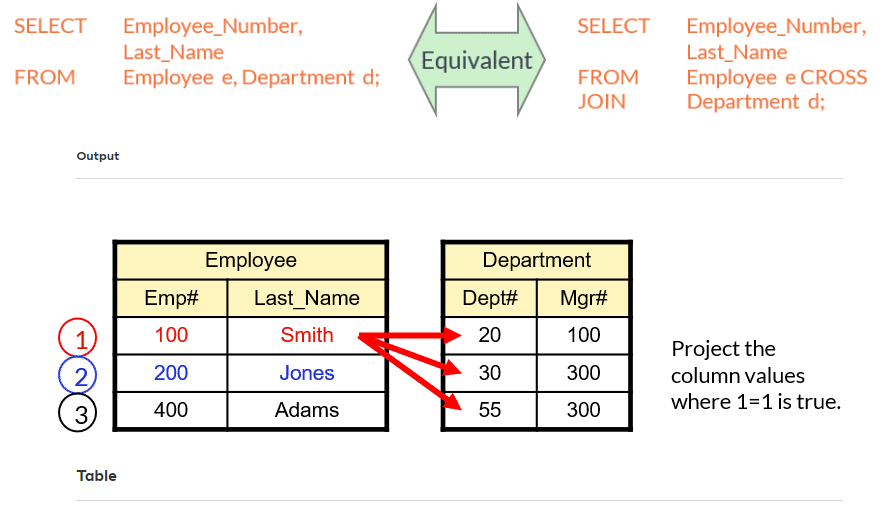 SELECT Employee_Number,
Last_Name
FROM Employee e, Department d;
Equivalent
SELECT Employee_Number,
Last_Name
FROM Employee e CROSS
JOIN Department d;
Output
Employee
Emp# Last_Name
1 100 Smith
2 200 Jones
3 400 Adams
Department
Dept# Mgr#
20 100
30 300
55 300
Project the
column values
where 1=1 is true.
Table